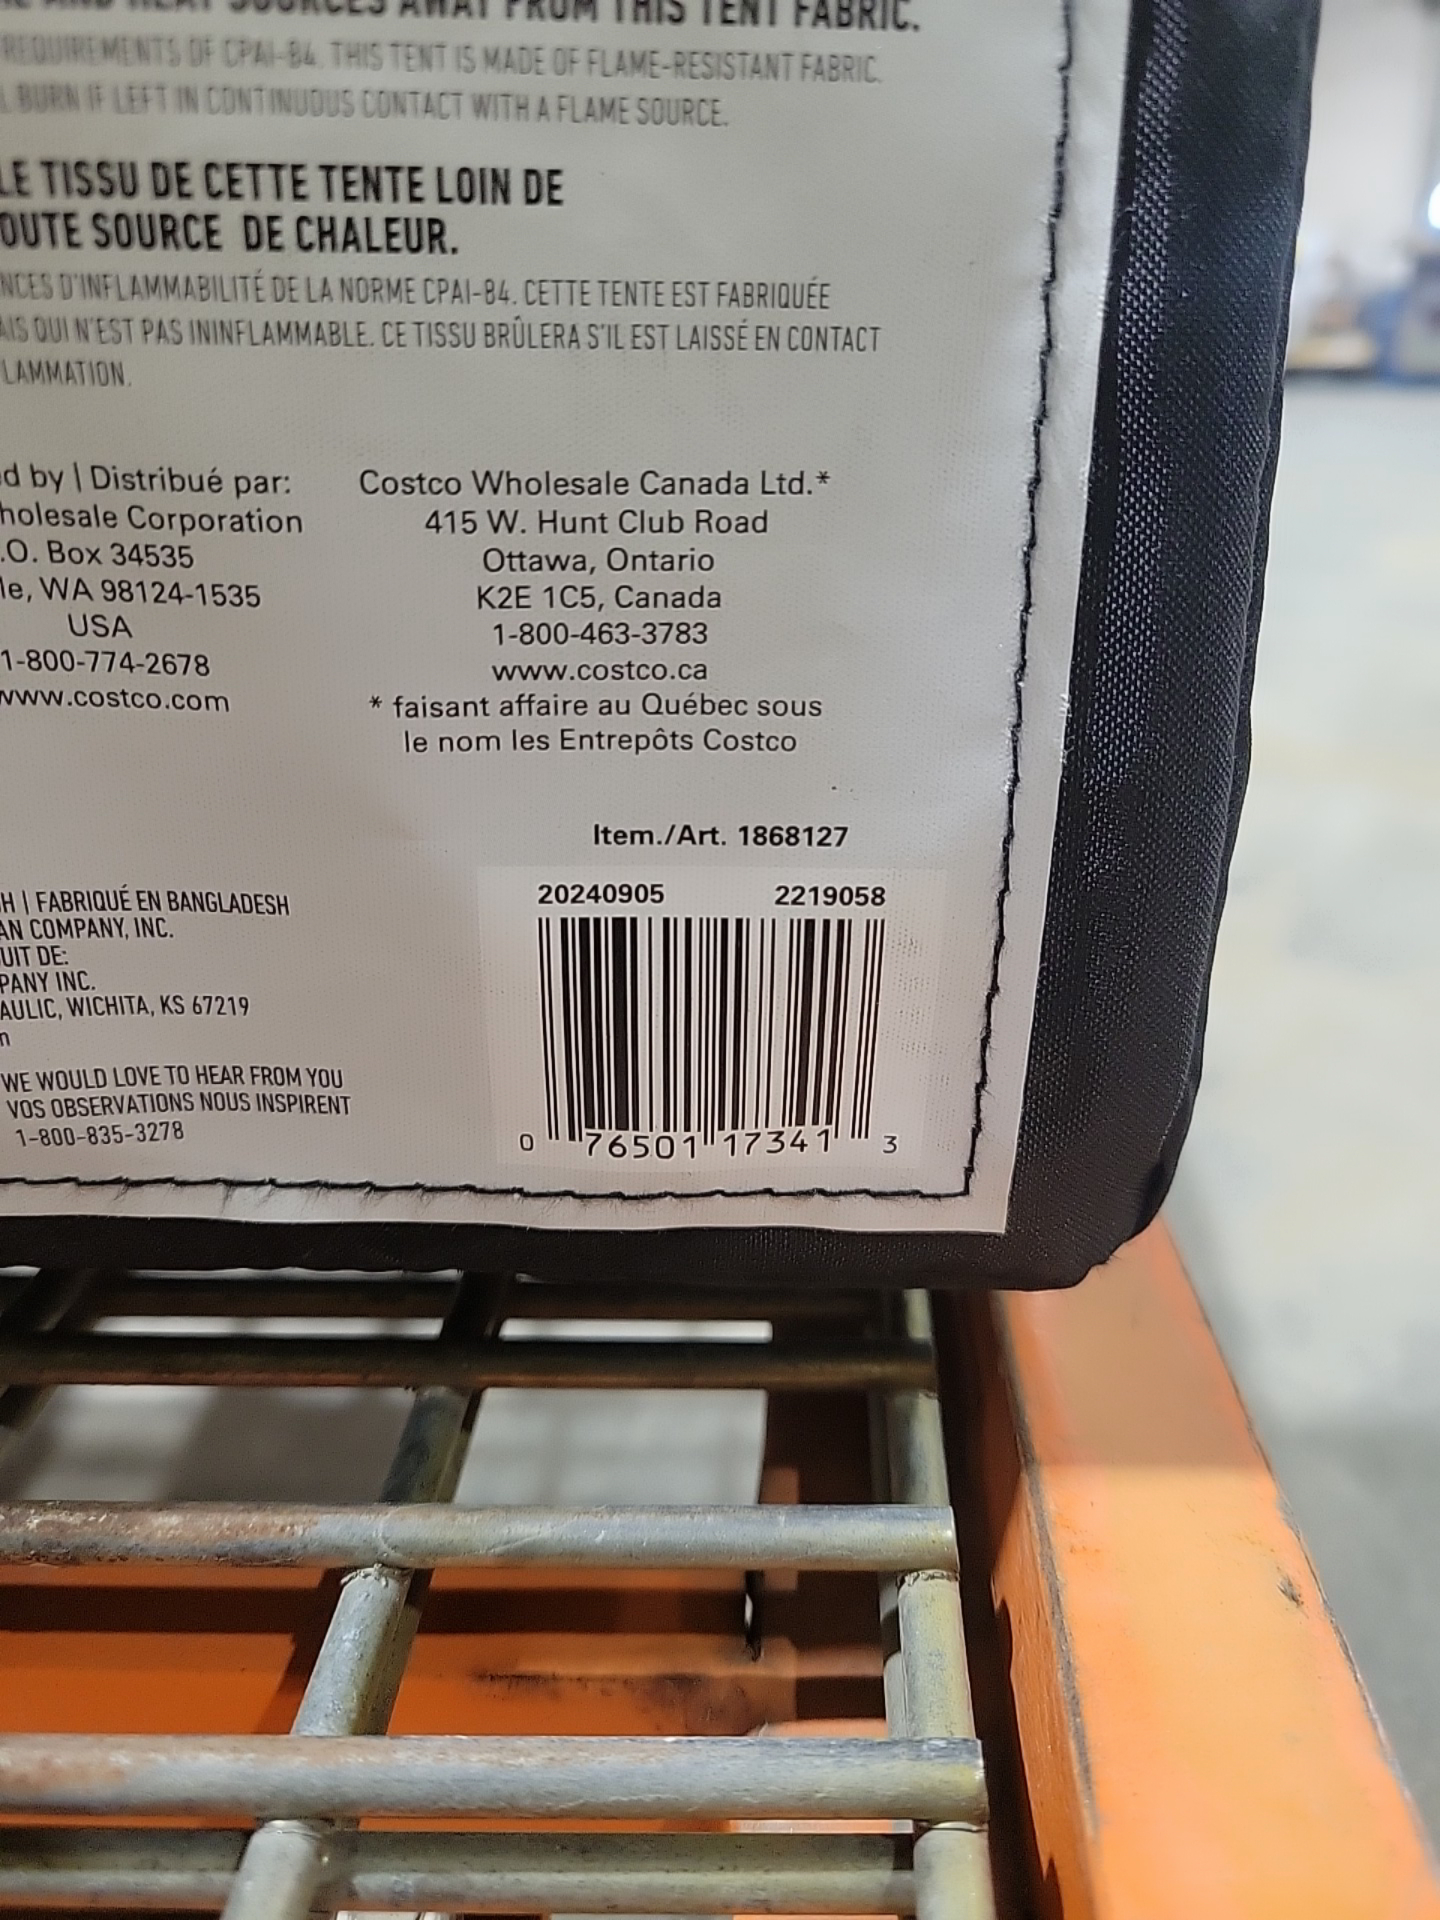 HEAT SOURCES AWAY FROM THIS TENT FABRIC.
REQUIREMENTS OF CPAI-84. THIS TENT IS MADE OF FLAME-RESISTANT FABRIC.
BURN IF LEFT IN CONTINUOUS CONTACT WITH A FLAME SOURCE.
LE TISSU DE CETTE TENTE LOIN DE
OUTE SOURCE DE CHALEUR.
NCES D'INFLAMMABILITÉ DE LA NORME CPAI-84. CETTE TENTE EST FABRIQUÉE
AIS QUI N'EST PAS ININFLAMMABLE. CE TISSU BRÛLERA S'IL EST LAISSÉ EN CONTACT
LAMMATION.
d by | Distribué par:
holesale Corporation
.O. Box 34535
le, WA 98124-1535
USA
1-800-774-2678
www.costco.com
Costco Wholesale Canada Ltd.*
415 W. Hunt Club Road
Ottawa, Ontario
K2E 1C5, Canada
1-800-463-3783
www.costco.ca
* faisant affaire au Québec sous
le nom les Entrepôts Costco
Item./Art. 1868127
20240905 2219058
0 76501 17341 3
H | FABRIQUÉ EN BANGLADESH
AN COMPANY, INC.
UIT DE:
PANY INC.
AULIC, WICHITA, KS 67219
WE WOULD LOVE TO HEAR FROM YOU
VOS OBSERVATIONS NOUS INSPIRENT
1-800-835-3278